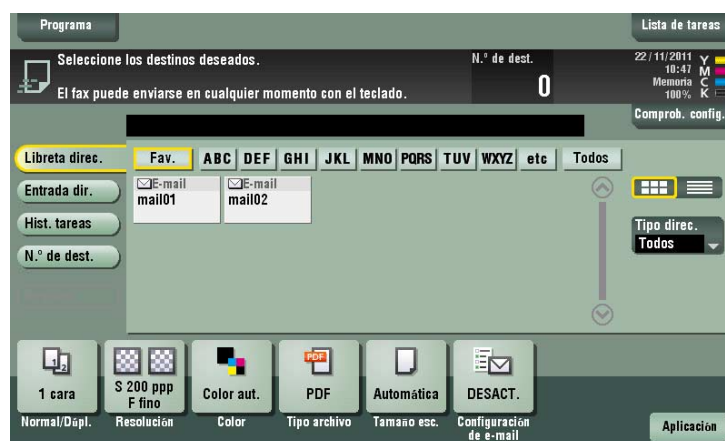 Programa
Lista de tareas
Seleccione los destinos deseados.
N.º de dest.
22/11/2011
10:47
Memoria
100%
Y
M
C
K
El fax puede enviarse en cualquier momento con el teclado.
0
Comprob. config.
Libreta direc.
Fav. ABC DEF GHI JKL MNO PQRS TUV WXYZ etc Todos
Entrada dir.
E-mail
mail01
E-mail
mail02
Hist. tareas
Tipo direc.
Todos
N.º de dest.
1 2
PDF
1 cara
S 200 ppp
F fino
Color aut.
PDF
Automática
DESACT.
Normal/Dúpl.
Resolución
Color
Tipo archivo
Tamaño esc.
Configuración
de e-mail
Aplicación